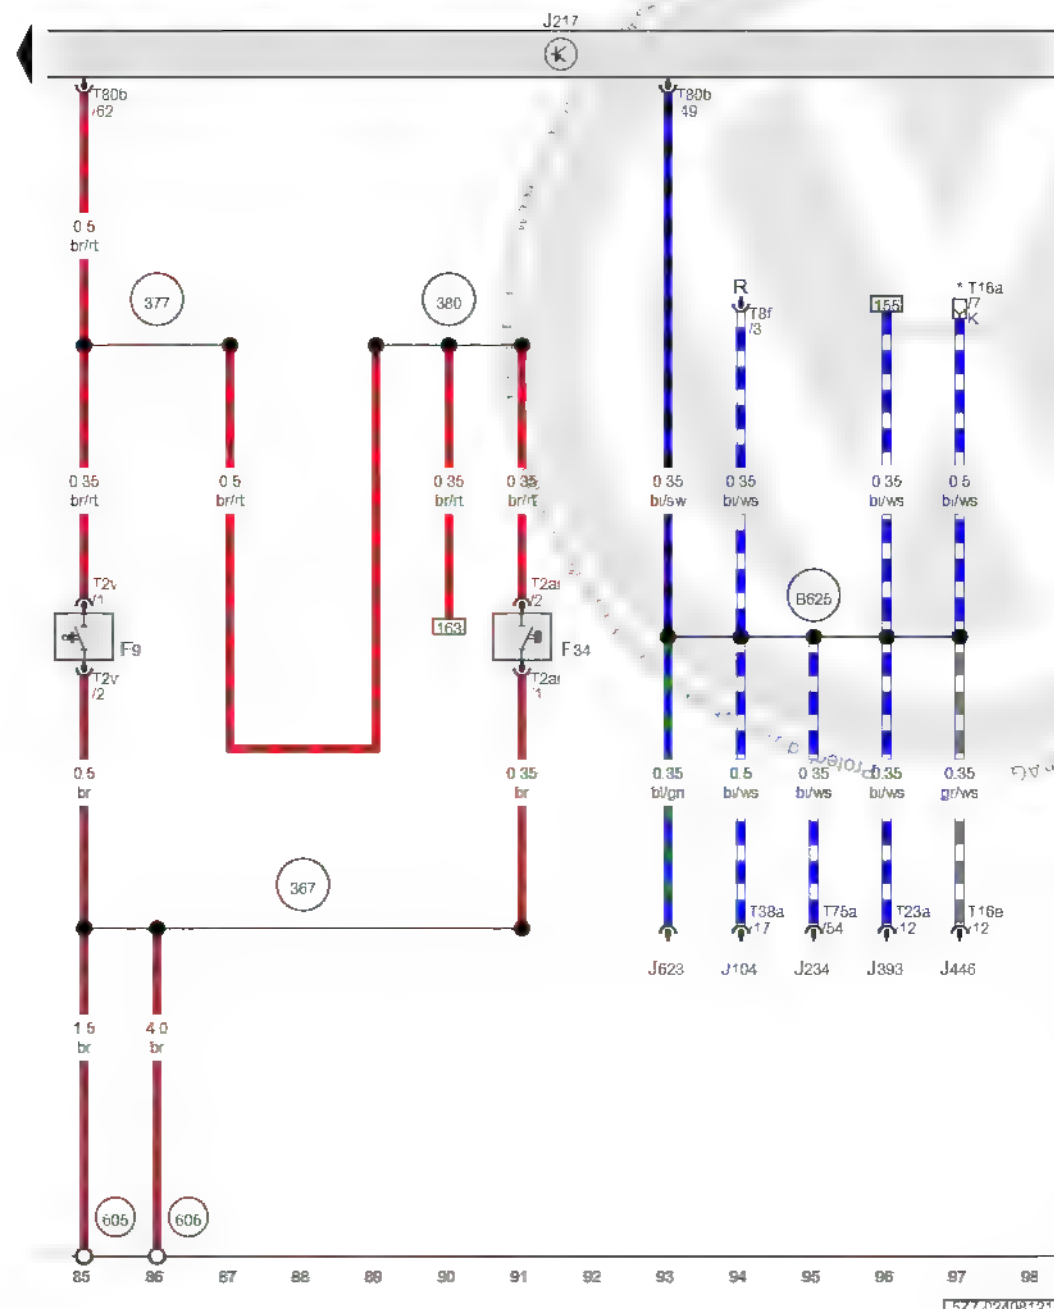 J217
K
T80b
/62
T80b
49
0 5
br/rt
377
380
R
T8f
/3
155
* T16a
/7
K
0 35
br/rt
0 5
br/rt
0 35
br/rt
0 35
br/rt
0 35
bl/sw
0 35
bl/ws
0 35
bl/ws
0 5
bl/ws
T2v
/1
F9
T2v
/2
163
T2ar
/2
F34
T2ar
/1
B625
0.5
br
0 35
br
0.35
bl/gn
0.5
bl/ws
0 35
bl/ws
0.35
bl/ws
0.35
gr/ws
367
T38a
/17
T75a
/54
T23a
/12
T16e
/12
J623
J104
J234
J393
J446
1 5
br
4 0
br
605
606
85
86
87
88
89
90
91
92
93
94
95
96
97
98